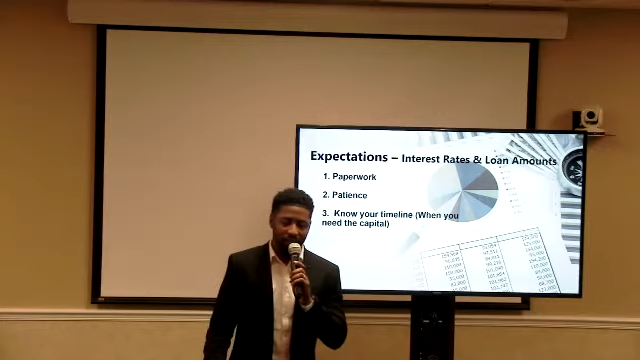 Expectations – Interest Rates & Loan Amounts
1. Paperwork
2. Patience
3. Know your timeline (When you
need the capital)